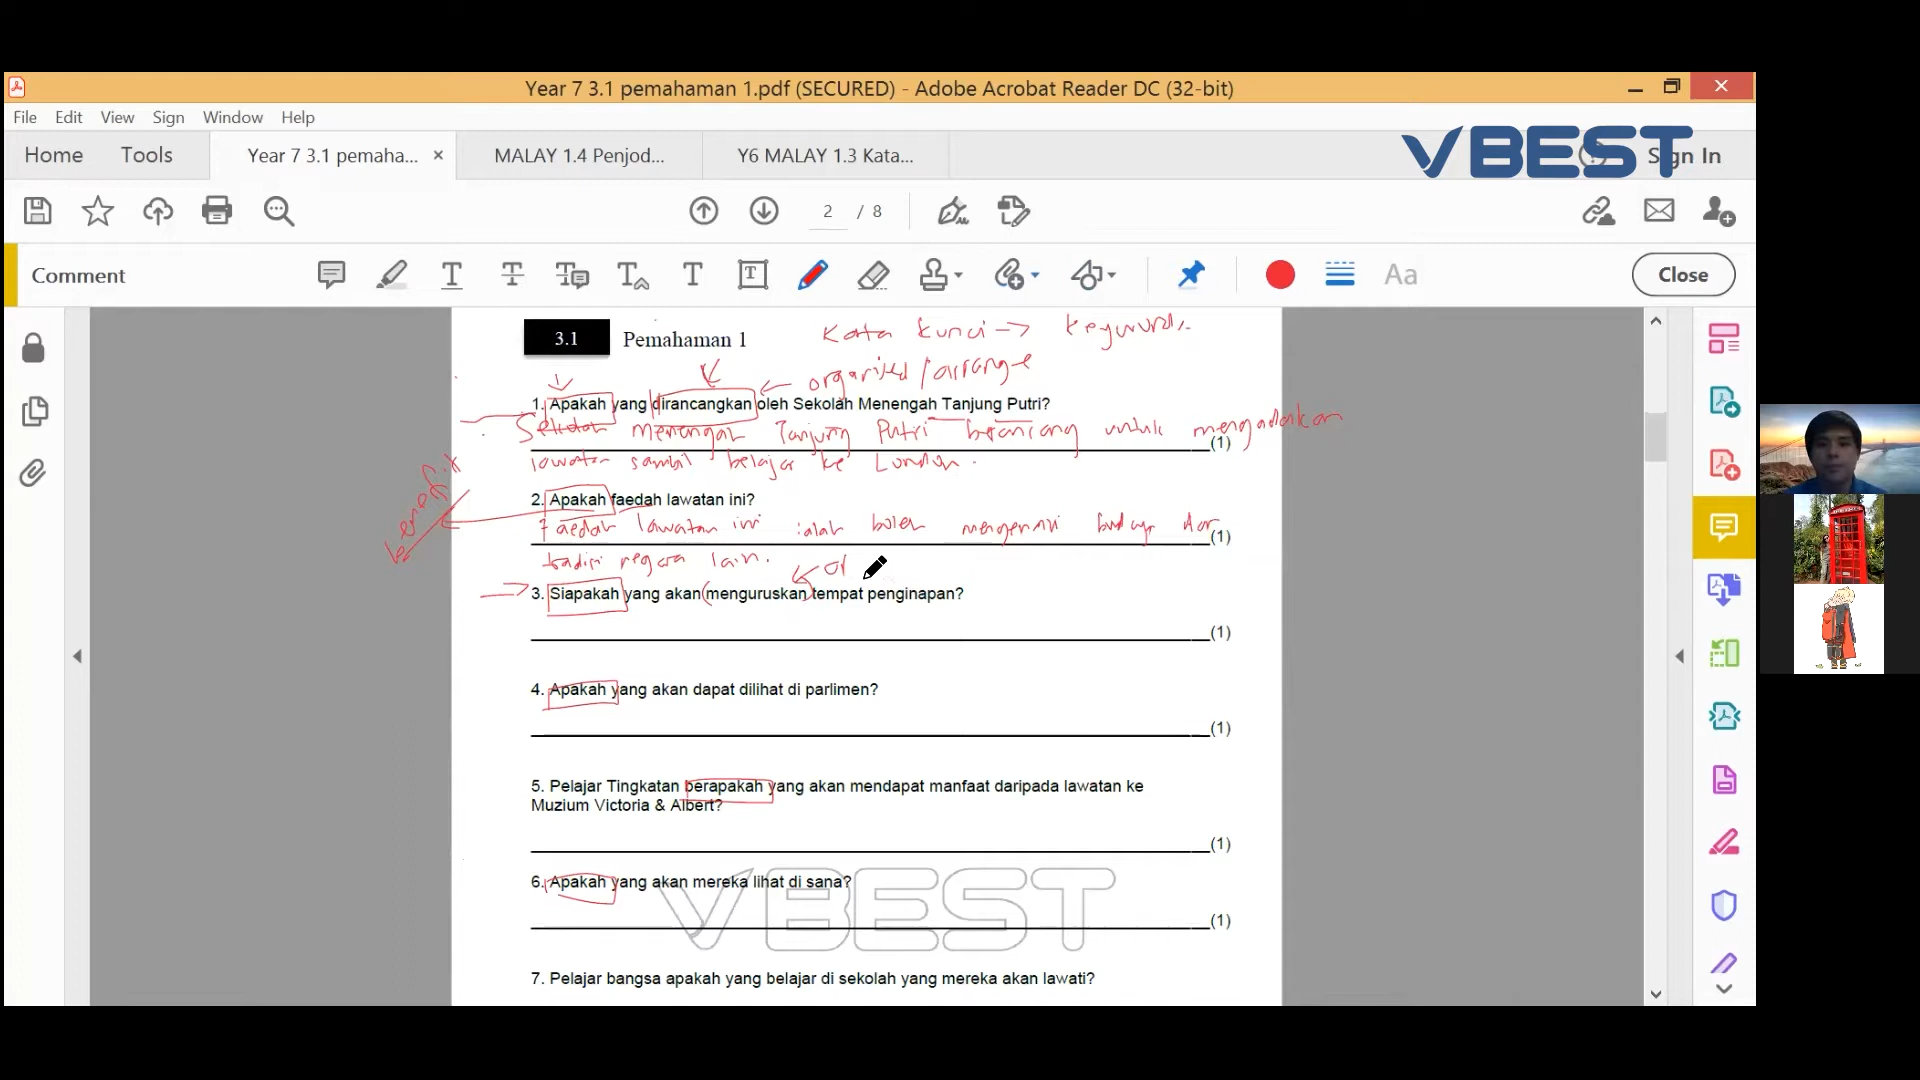 Year 7 3.1 pemahaman 1.pdf (SECURED) - Adobe Acrobat Reader DC (32-bit)
File Edit View Sign Window Help
Home Tools Year 7 3.1 pemaha... × MALAY 1.4 Penjod... Y6 MALAY 1.3 Kata... Sign In
VBEST
2 / 8
Comment Aa Close
3.1 Pemahaman 1 Kata kunci → keywords
organised / arrange
1. Apakah yang dirancangkan oleh Sekolah Menengah Tanjung Putri?
Sekolah menengah Tanjung Putri berancang untuk mengadakan (1)
lawatan sambil belajar ke London.
2. Apakah faedah lawatan ini?
benefit
Faedah lawatan ini ialah boleh mengenali budaya dan (1)
tradisi negara lain.
or
3. Siapakah yang akan (menguruskan) tempat penginapan?
(1)
4. Apakah yang akan dapat dilihat di parlimen?
(1)
5. Pelajar Tingkatan berapakah yang akan mendapat manfaat daripada lawatan ke
Muzium Victoria & Albert?
(1)
6. Apakah yang akan mereka lihat di sana?
VBEST
(1)
7. Pelajar bangsa apakah yang belajar di sekolah yang mereka akan lawati?